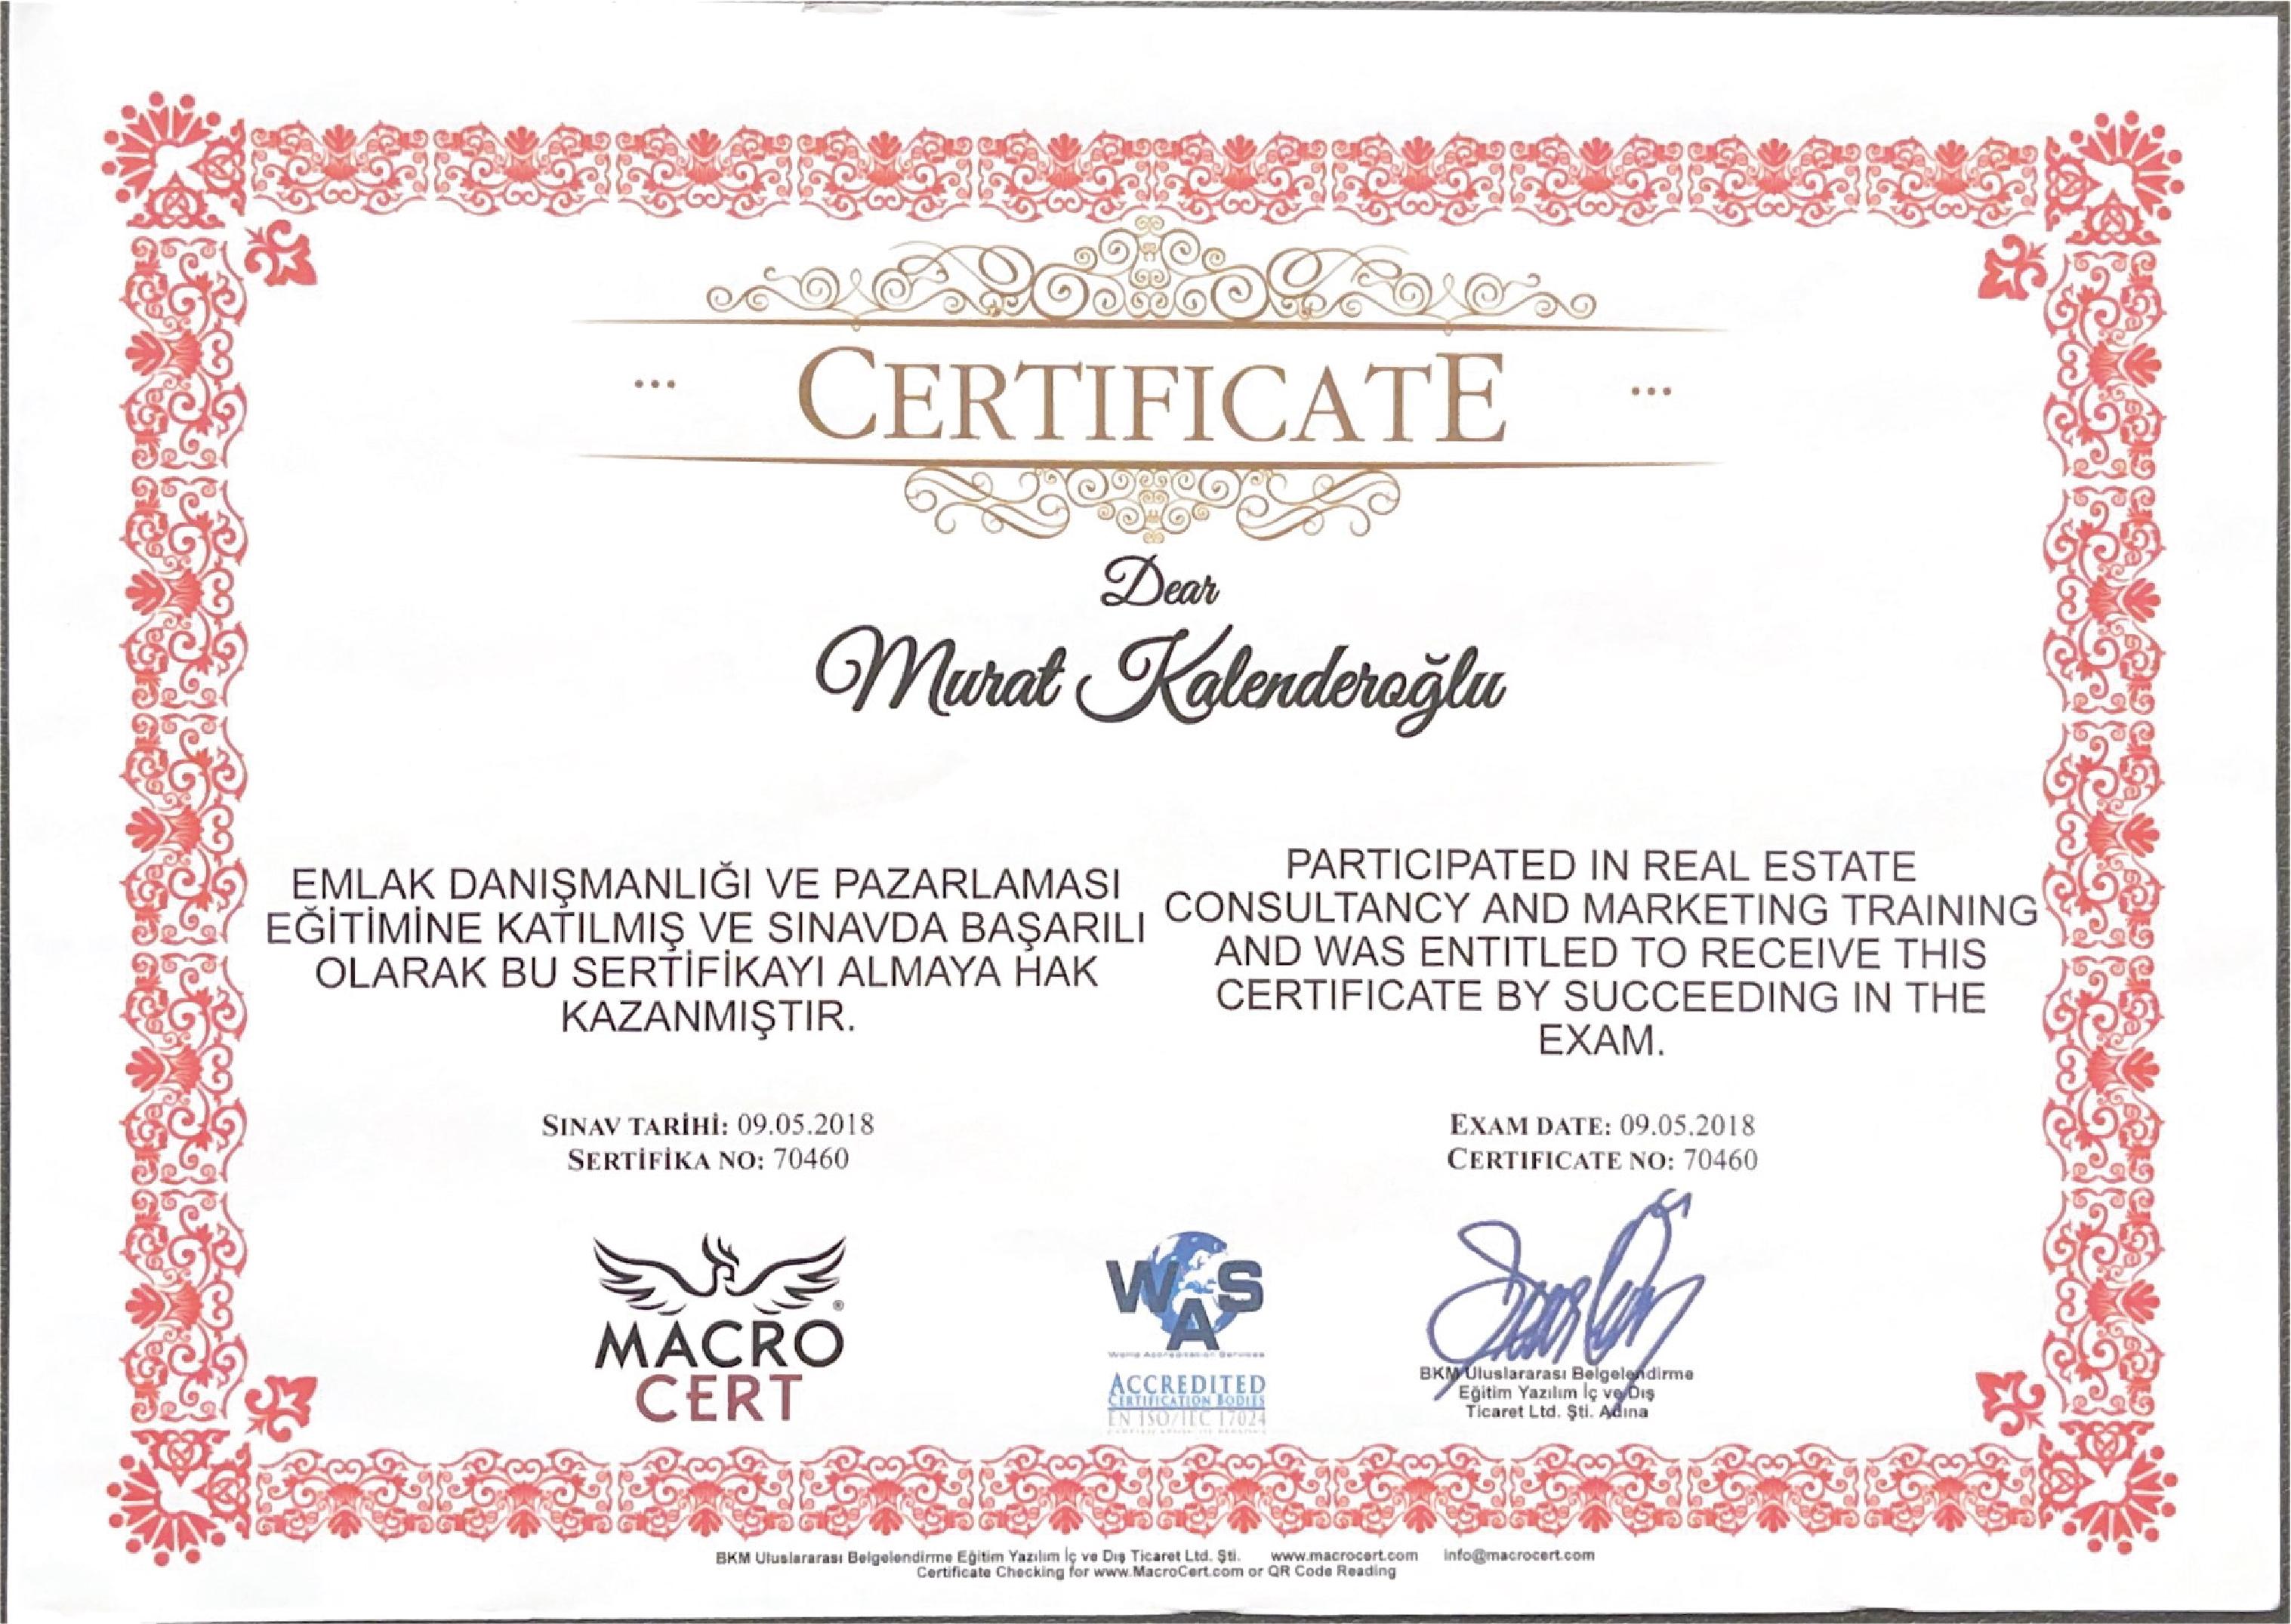 CERTIFICATE
Dear
Murat Kalenderoğlu
EMLAK DANIŞMANLIĞI VE PAZARLAMASI
EĞİTİMİNE KATILMIŞ VE SINAVDA BAŞARILI
OLARAK BU SERTİFİKAYI ALMAYA HAK
KAZANMIŞTIR.
SINAV TARİHİ: 09.05.2018
SERTİFİKA NO: 70460
PARTICIPATED IN REAL ESTATE
CONSULTANCY AND MARKETING TRAINING
AND WAS ENTITLED TO RECEIVE THIS
CERTIFICATE BY SUCCEEDING IN THE
EXAM.
EXAM DATE: 09.05.2018
CERTIFICATE NO: 70460
MACRO
CERT
WAS
World Accreditation Services
ACCREDITED
CERTIFICATION BODIES
EN ISO/IEC 17024
BKM Uluslararası Belgelendirme
Eğitim Yazılım İç ve Dış
Ticaret Ltd. Şti. Adına
BKM Uluslararası Belgelendirme Eğitim Yazılım İç ve Dış Ticaret Ltd. Şti. www.macrocert.com info@macrocert.com
Certificate Checking for www.MacroCert.com or QR Code Reading